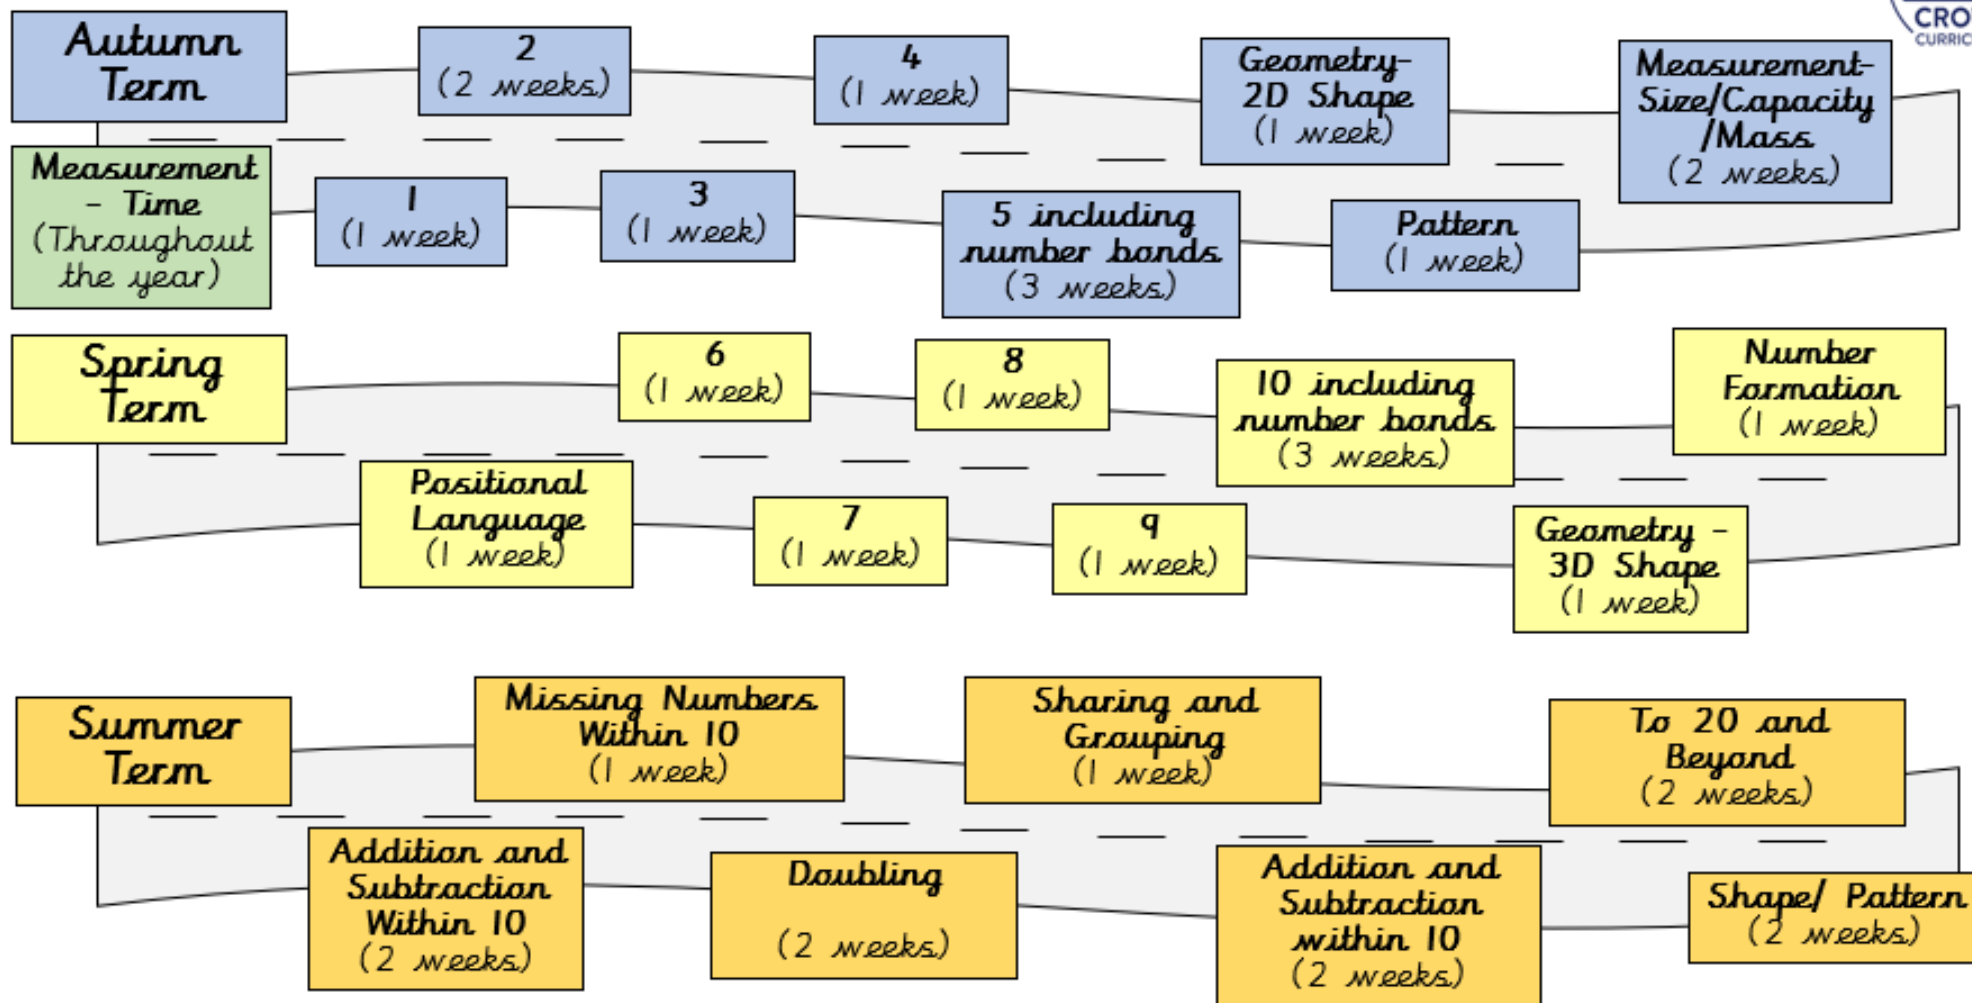 CRO
CURRIC
Autumn
Term
2
(2 weeks)
4
(1 week)
Geometry-
2D Shape
(1 week)
Measurement-
Size/Capacity
/Mass
(2 weeks)
Measurement
- Time
(Throughout
the year)
1
(1 week)
3
(1 week)
5 including
number bonds
(3 weeks)
Pattern
(1 week)
Spring
Term
6
(1 week)
8
(1 week)
10 including
number bonds
(3 weeks)
Number
Formation
(1 week)
Positional
Language
(1 week)
7
(1 week)
9
(1 week)
Geometry -
3D Shape
(1 week)
Summer
Term
Missing Numbers
Within 10
(1 week)
Sharing and
Grouping
(1 week)
To 20 and
Beyond
(2 weeks)
Addition and
Subtraction
Within 10
(2 weeks)
Doubling
(2 weeks)
Addition and
Subtraction
within 10
(2 weeks)
Shape/ Pattern
(2 weeks)